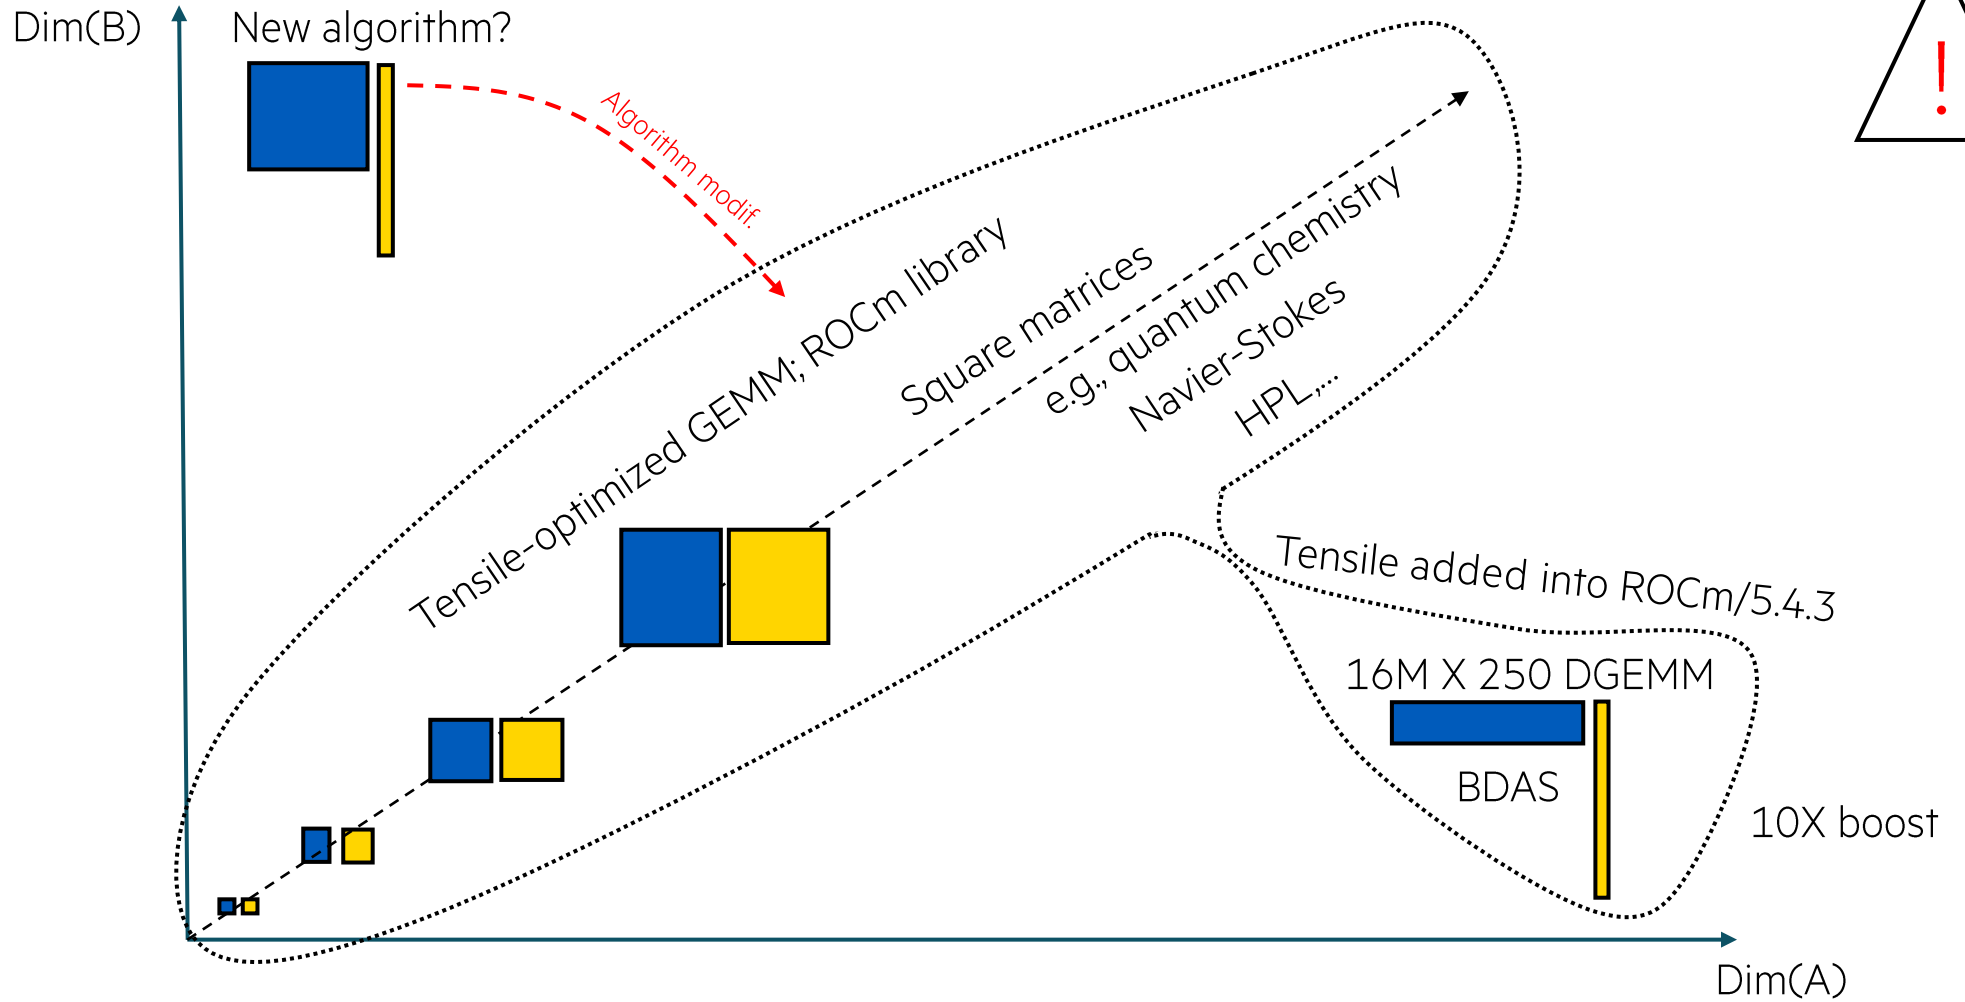 Dim(B)
New algorithm?
!
Algorithm modif.
Tensile-optimized GEMM; ROCm library
Square matrices
e.g., quantum chemistry
Navier-Stokes
HPL,...
Tensile added into ROCm/5.4.3
16M X 250 DGEMM
BDAS
10X boost
Dim(A)